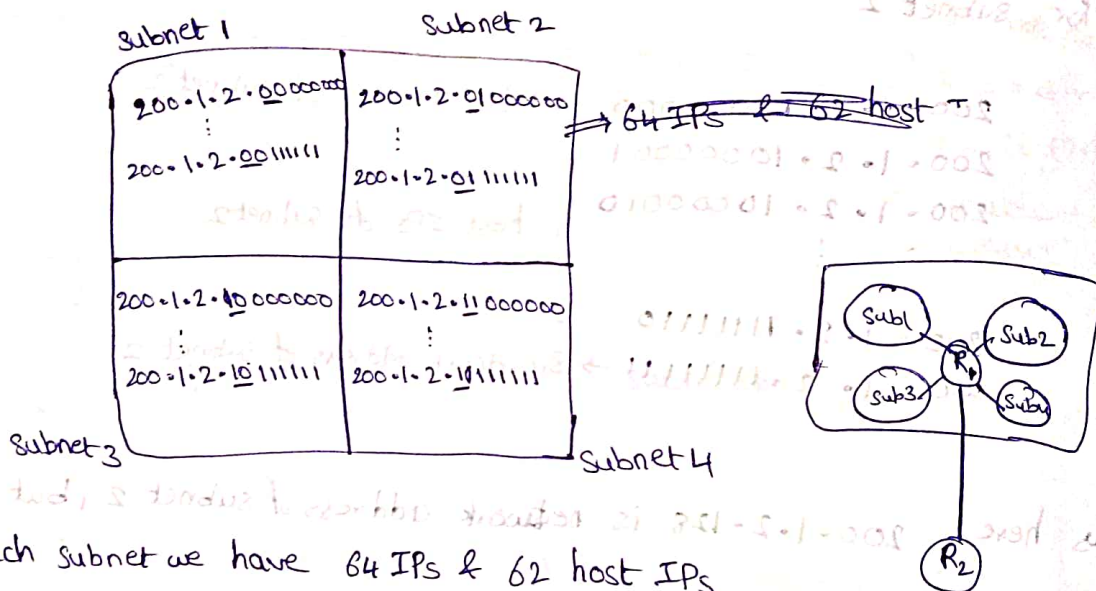 Subnet 1
Subnet 2
200.1.2.00000000
200.1.2.01000000
⇒ 64 IPs & 62 host
⋮
⋮
200.1.2.00111111
200.1.2.01111111
200.1.2.10000000
200.1.2.11000000
⋮
⋮
200.1.2.10111111
200.1.2.10111111
Subnet 3
Subnet 4
Sub1
Sub2
R1
Sub3
Sub4
R2
ch subnet we have 64 IPs & 62 host IPs